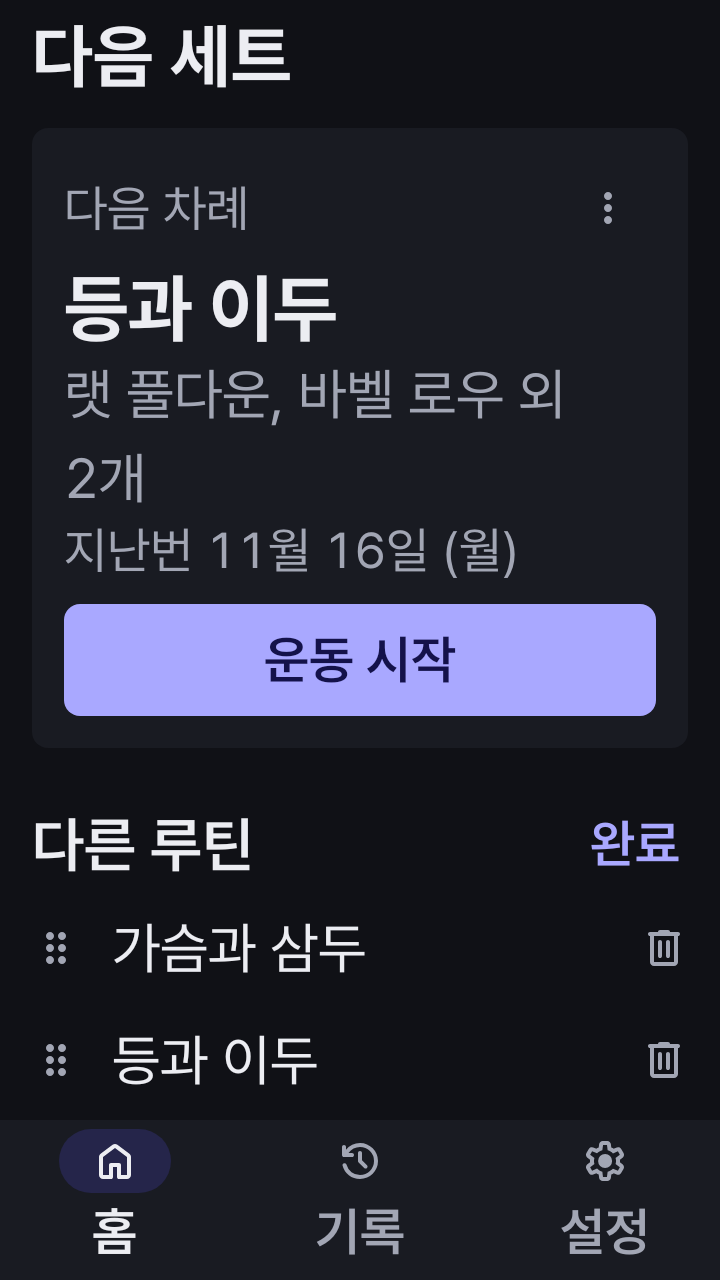 다음 세트
다음 차례
등과 이두
랫 풀다운, 바벨 로우 외
2개
지난번 11월 16일 (월)
운동 시작
다른 루틴
완료
가슴과 삼두
등과 이두
홈
기록
설정